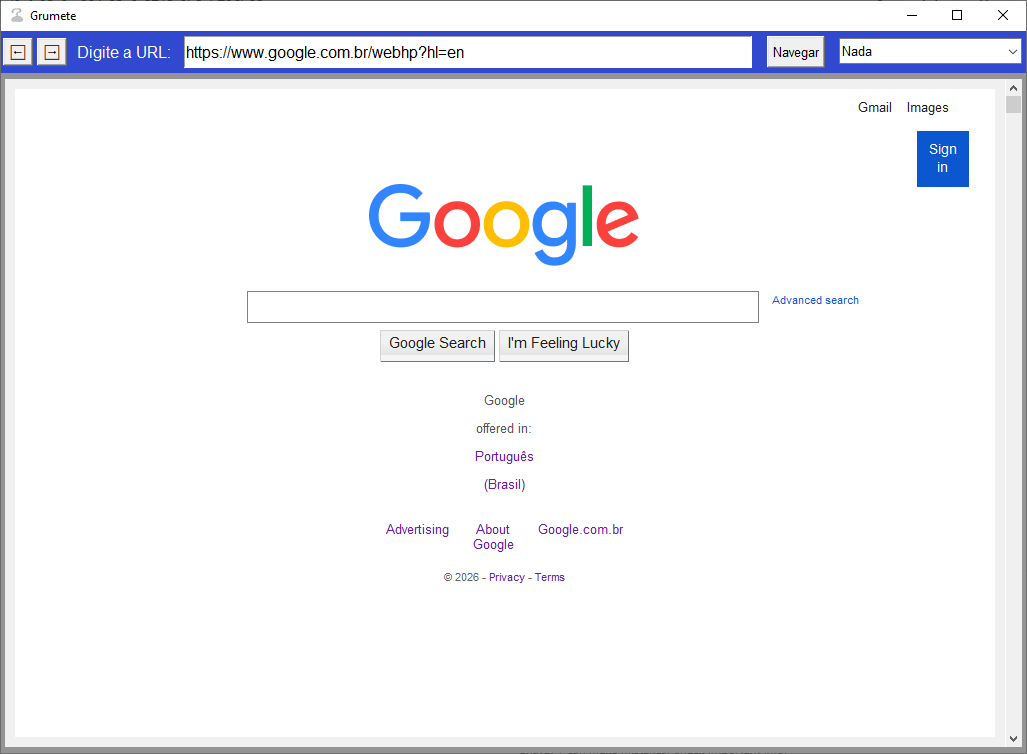 Grumete
← → Digite a URL: https://www.google.com.br/webhp?hl=en Navegar Nada
Gmail Images
Sign
in
Google
Advanced search
Google Search I'm Feeling Lucky
Google
offered in:
Português
(Brasil)
Advertising About Google.com.br
Google
© 2026 - Privacy - Terms